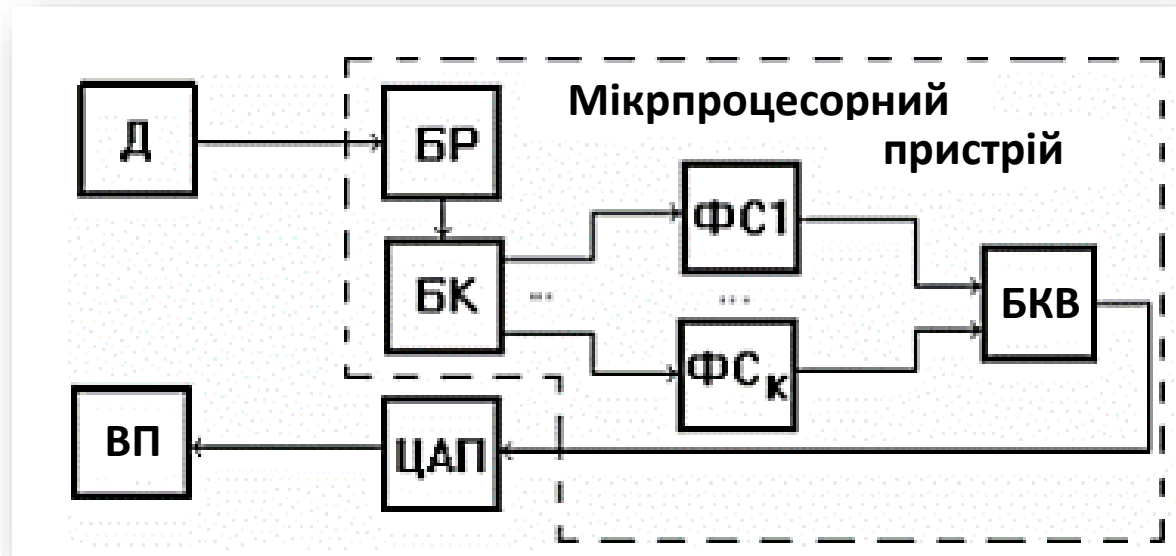 Мікрпроцесорний
пристрій
Д
БР
ФС1
БК
...
...
БКВ
ФСк
ВП
ЦАП